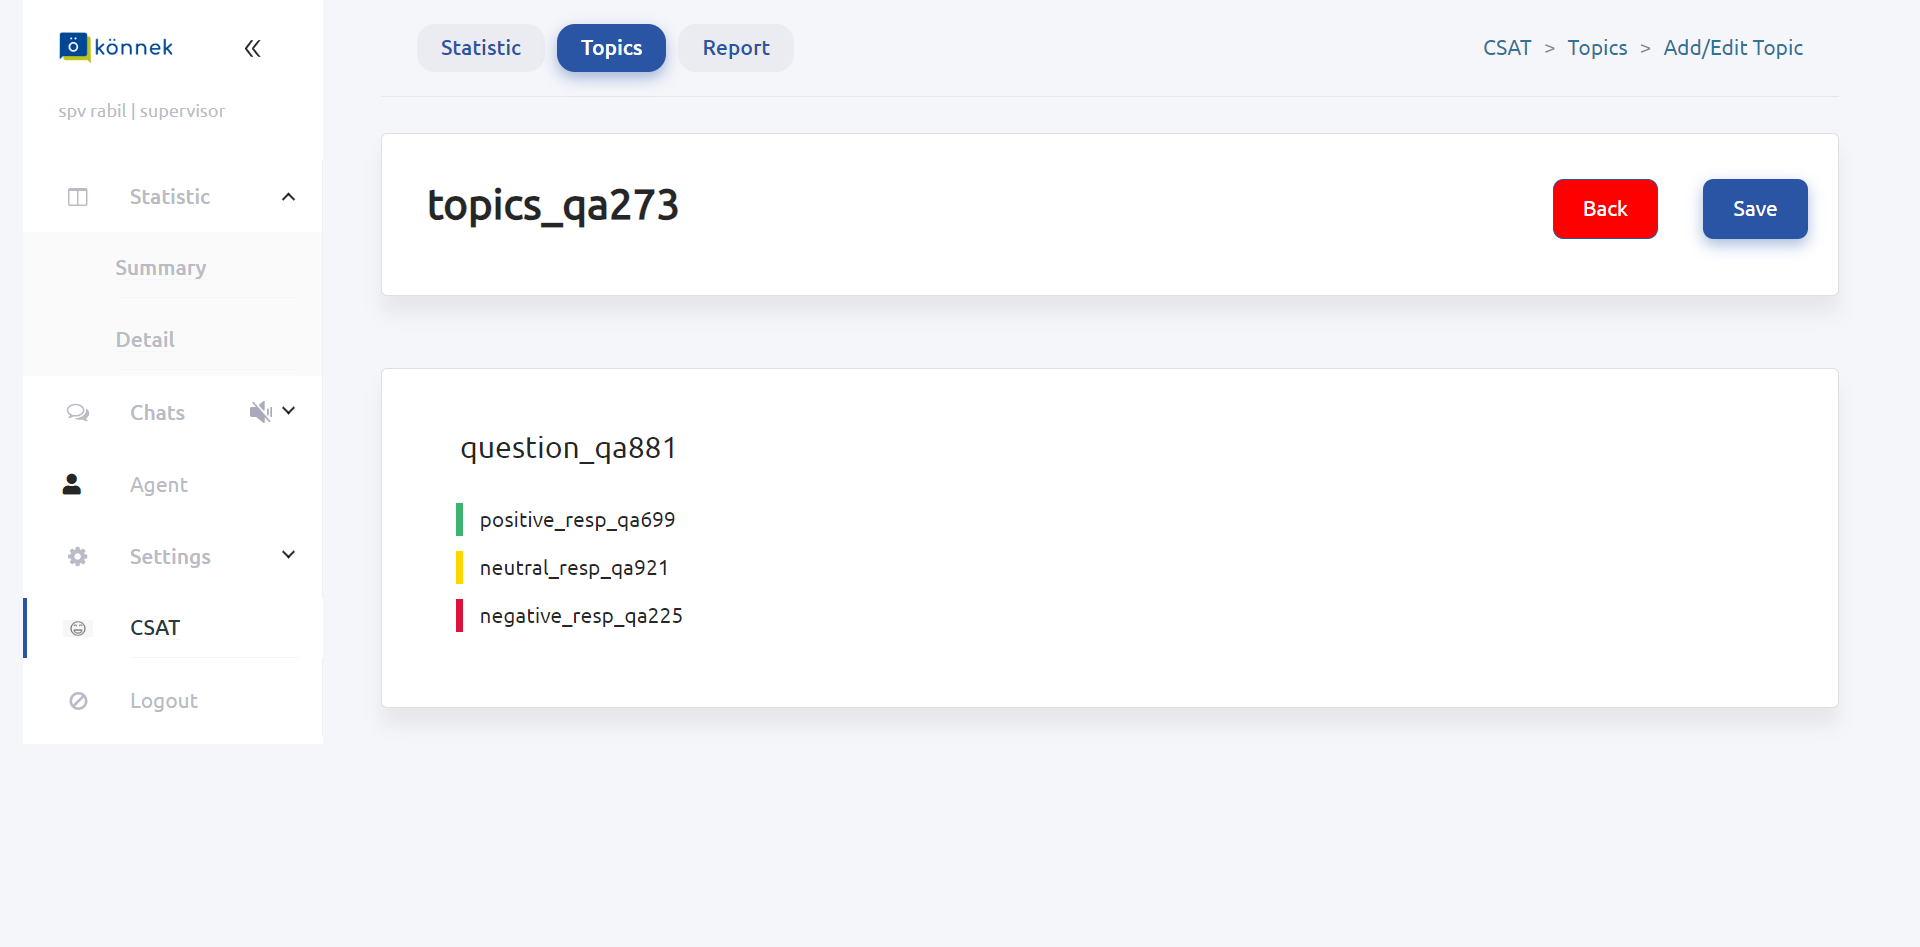 könnek
spv rabil | supervisor
Statistic
Summary
Detail
Chats
Agent
Settings
CSAT
Logout
Statistic Topics Report
CSAT > Topics > Add/Edit Topic
topics_qa273
Back Save
question_qa881
positive_resp_qa699
neutral_resp_qa921
negative_resp_qa225